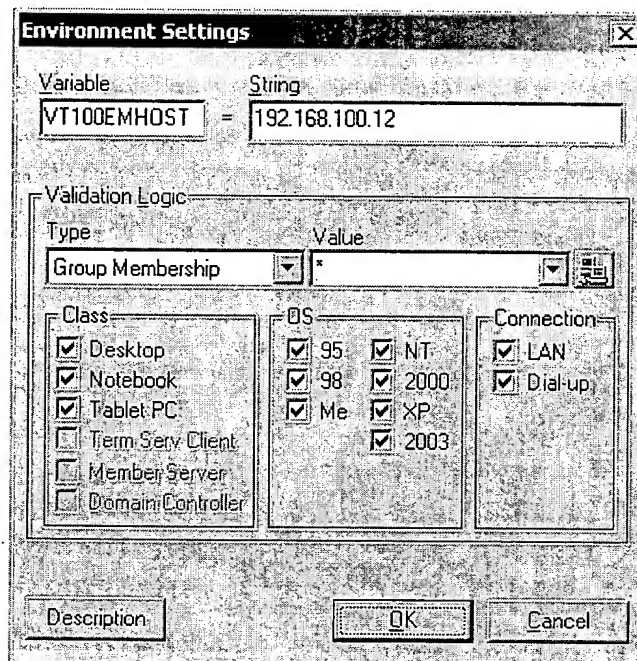 Environment Settings
Variable String
VT100EMHOST = 192.168.100.12
Validation Logic
Type Value
Group Membership *
Class OS Connection
Desktop 95 NT LAN
Notebook 98 2000 Dial-up
Tablet PC Me XP
Term Serv Client 2003
Member Server
Domain Controller
Description OK Cancel